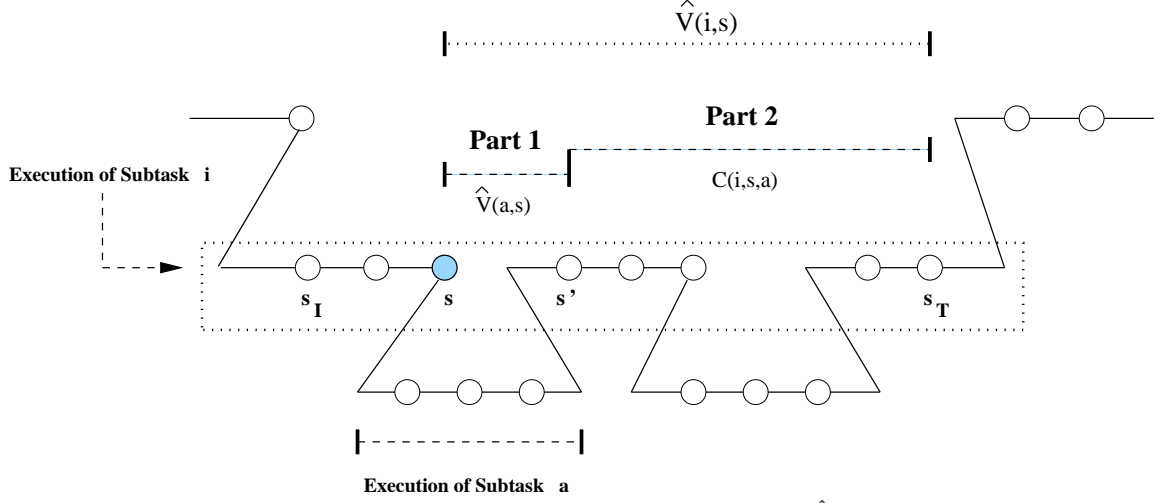 V̂(i,s)
Part 1
Part 2
Execution of Subtask i
V̂(a,s)
C(i,s,a)
s_I
s
s'
s_T
Execution of Subtask a